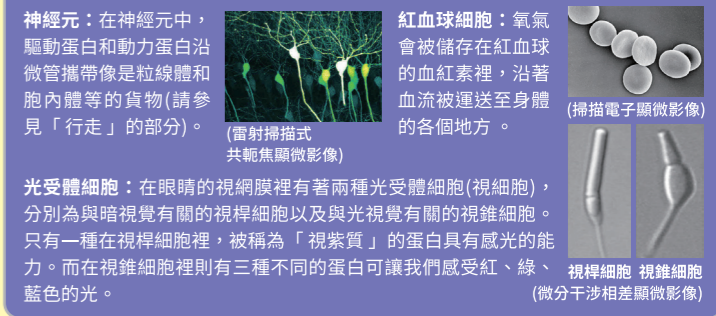 神經元：在神經元中，
驅動蛋白和動力蛋白沿
微管攜帶像是粒線體和
胞內體等的貨物(請參
見「行走」的部分)。
(雷射掃描式
共軛焦顯微影像)
紅血球細胞：氧氣
會被儲存在紅血球
的血紅素裡，沿著
血流被運送至身體
的各個地方 。
(掃描電子顯微影像)
光受體細胞：在眼睛的視網膜裡有著兩種光受體細胞(視細胞)，
分別為與暗視覺有關的視桿細胞以及與光視覺有關的視錐細胞。
只有一種在視桿細胞裡，被稱為「視紫質」的蛋白具有感光的能
力。而在視錐細胞裡則有三種不同的蛋白可讓我們感受紅、綠、
藍色的光。
視桿細胞 視錐細胞
(微分干涉相差顯微影像)